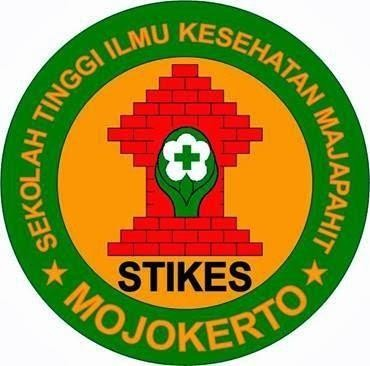 SEKOLAH TINGGI ILMU KESEHATAN MAJAPAHIT
STIKES
MOJOKERTO